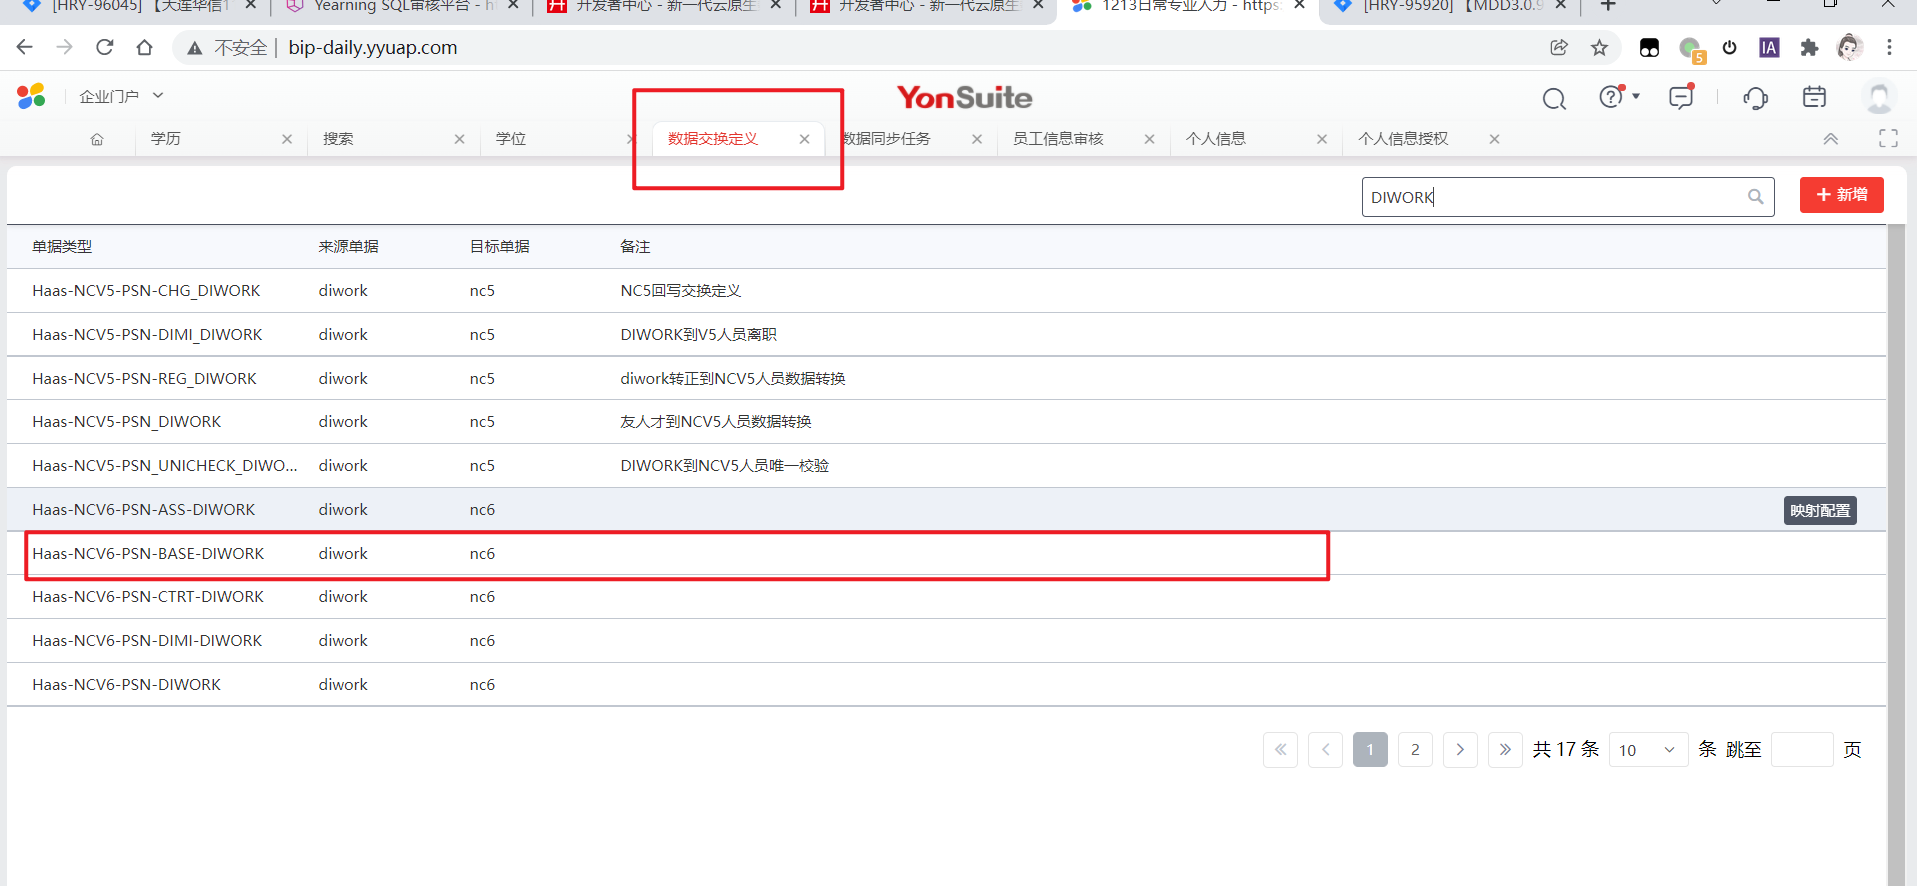 [HRY-96045] 【大连华信1
Yearning SQL审核平台 - h
开发者中心 - 新一代云原生
开发者中心 - 新一代云原生
1213日常专业人力 - https:
[HRY-95920] 【MDD3.0.9
不安全 bip-daily.yyuap.com
5 IA
企业门户 YonSuite
学历 搜索 学位 数据交换定义 数据同步任务 员工信息审核 个人信息 个人信息授权
DIWORK 新增
单据类型 来源单据 目标单据 备注
Haas-NCV5-PSN-CHG_DIWORK diwork nc5 NC5回写交换定义
Haas-NCV5-PSN-DIMI_DIWORK diwork nc5 DIWORK到V5人员离职
Haas-NCV5-PSN-REG_DIWORK diwork nc5 diwork转正到NCV5人员数据转换
Haas-NCV5-PSN_DIWORK diwork nc5 友人才到NCV5人员数据转换
Haas-NCV5-PSN_UNICHECK_DIWO... diwork nc5 DIWORK到NCV5人员唯一校验
Haas-NCV6-PSN-ASS-DIWORK diwork nc6 映射配置
Haas-NCV6-PSN-BASE-DIWORK diwork nc6
Haas-NCV6-PSN-CTRT-DIWORK diwork nc6
Haas-NCV6-PSN-DIMI-DIWORK diwork nc6
Haas-NCV6-PSN-DIWORK diwork nc6
1 2 共 17 条 10 条 跳至 页